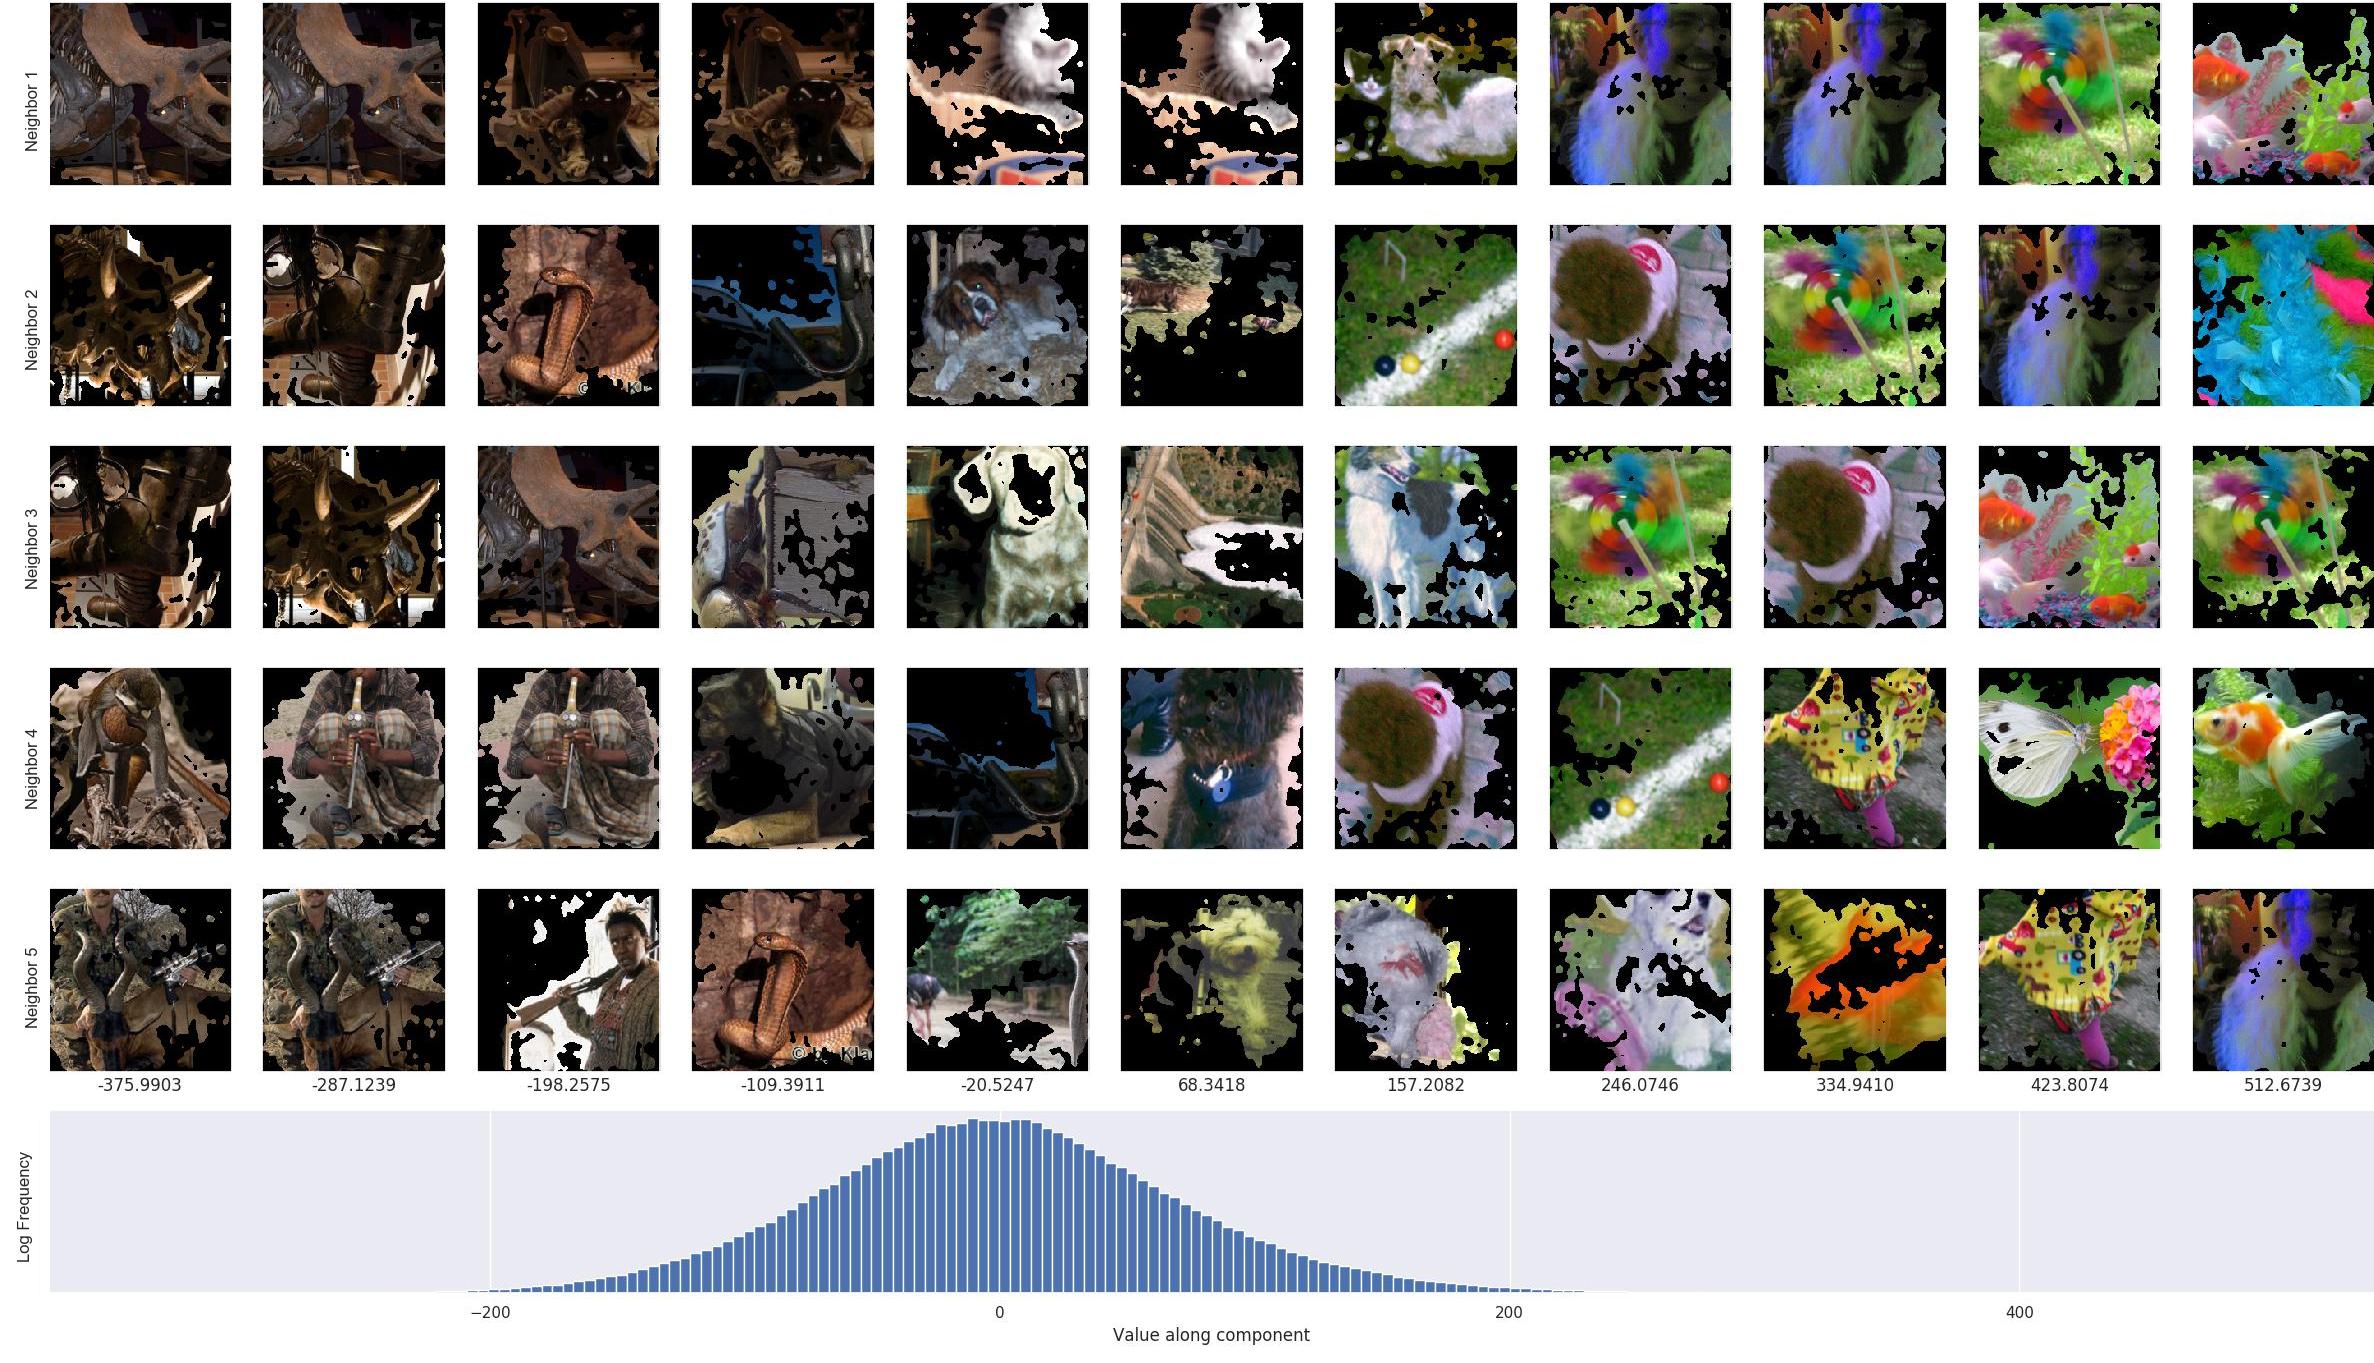 Neighbor 1
Neighbor 2
Neighbor 3
Neighbor 4
Neighbor 5
-375.9903 -287.1239 -198.2575 -109.3911 -20.5247 68.3418 157.2082 246.0746 334.9410 423.8074 512.6739
Log Frequency
−200 0 200 400
Value along component